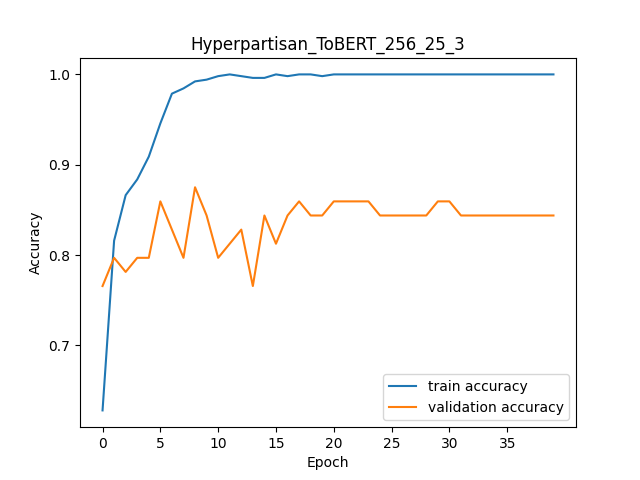 Hyperpartisan_ToBERT_256_25_3
1.0
0.9
0.8
0.7
Accuracy
train accuracy
validation accuracy
0 5 10 15 20 25 30 35
Epoch